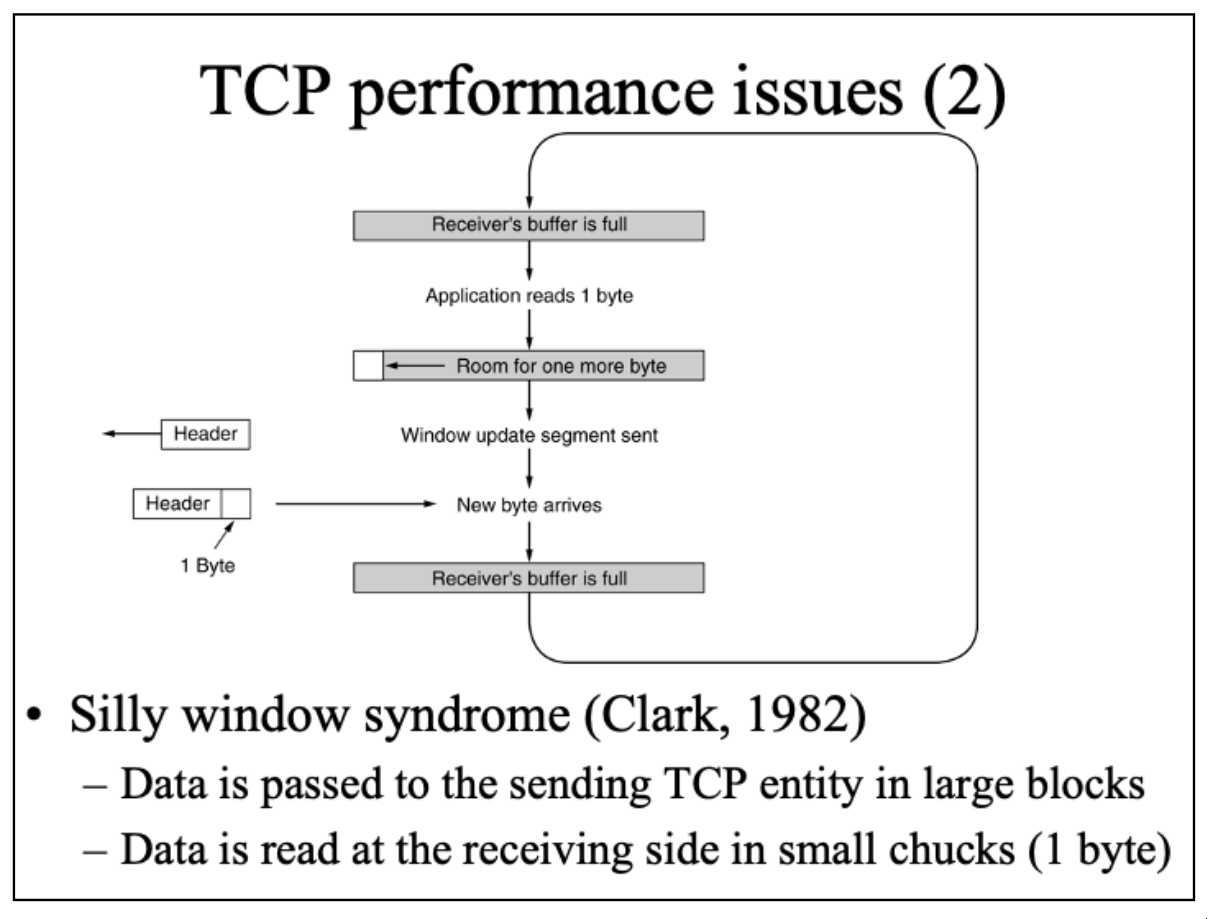 TCP performance issues (2)
Receiver's buffer is full
Application reads 1 byte
Room for one more byte
Header
Window update segment sent
Header
New byte arrives
1 Byte
Receiver's buffer is full
• Silly window syndrome (Clark, 1982)
– Data is passed to the sending TCP entity in large blocks
– Data is read at the receiving side in small chucks (1 byte)